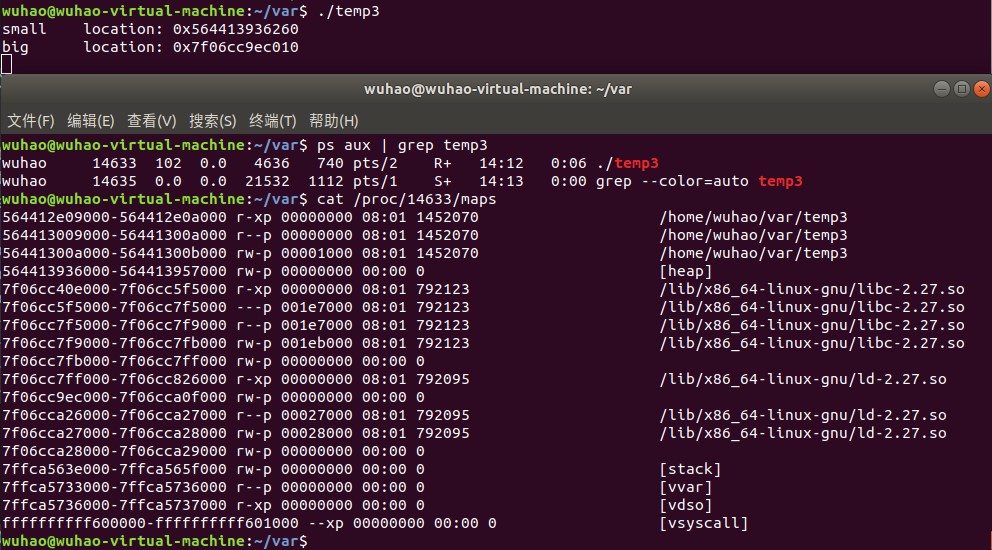 wuhao@wuhao-virtual-machine:~/var$ ./temp3
small    location: 0x564413936260
big      location: 0x7f06cc9ec010
wuhao@wuhao-virtual-machine: ~/var
文件(F) 编辑(E) 查看(V) 搜索(S) 终端(T) 帮助(H)
wuhao@wuhao-virtual-machine:~/var$ ps aux | grep temp3
wuhao     14633  102  0.0   4636   740 pts/2    R+   14:12   0:06 ./temp3
wuhao     14635  0.0  0.0  21532  1112 pts/1    S+   14:13   0:00 grep --color=auto temp3
wuhao@wuhao-virtual-machine:~/var$ cat /proc/14633/maps
564412e09000-564412e0a000 r-xp 00000000 08:01 1452070                    /home/wuhao/var/temp3
564413009000-56441300a000 r--p 00000000 08:01 1452070                    /home/wuhao/var/temp3
56441300a000-56441300b000 rw-p 00001000 08:01 1452070                    /home/wuhao/var/temp3
564413936000-564413957000 rw-p 00000000 00:00 0                          [heap]
7f06cc40e000-7f06cc5f5000 r-xp 00000000 08:01 792123                     /lib/x86_64-linux-gnu/libc-2.27.so
7f06cc5f5000-7f06cc7f5000 ---p 001e7000 08:01 792123                     /lib/x86_64-linux-gnu/libc-2.27.so
7f06cc7f5000-7f06cc7f9000 r--p 001e7000 08:01 792123                     /lib/x86_64-linux-gnu/libc-2.27.so
7f06cc7f9000-7f06cc7fb000 rw-p 001eb000 08:01 792123                     /lib/x86_64-linux-gnu/libc-2.27.so
7f06cc7fb000-7f06cc7ff000 rw-p 00000000 00:00 0
7f06cc7ff000-7f06cc826000 r-xp 00000000 08:01 792095                     /lib/x86_64-linux-gnu/ld-2.27.so
7f06cc9ec000-7f06cca0f000 rw-p 00000000 00:00 0
7f06cca26000-7f06cca27000 r--p 00027000 08:01 792095                     /lib/x86_64-linux-gnu/ld-2.27.so
7f06cca27000-7f06cca28000 rw-p 00028000 08:01 792095                     /lib/x86_64-linux-gnu/ld-2.27.so
7f06cca28000-7f06cca29000 rw-p 00000000 00:00 0
7ffca563e000-7ffca565f000 rw-p 00000000 00:00 0                          [stack]
7ffca5733000-7ffca5736000 r--p 00000000 00:00 0                          [vvar]
7ffca5736000-7ffca5737000 r-xp 00000000 00:00 0                          [vdso]
ffffffffff600000-ffffffffff601000 --xp 00000000 00:00 0                  [vsyscall]
wuhao@wuhao-virtual-machine:~/var$